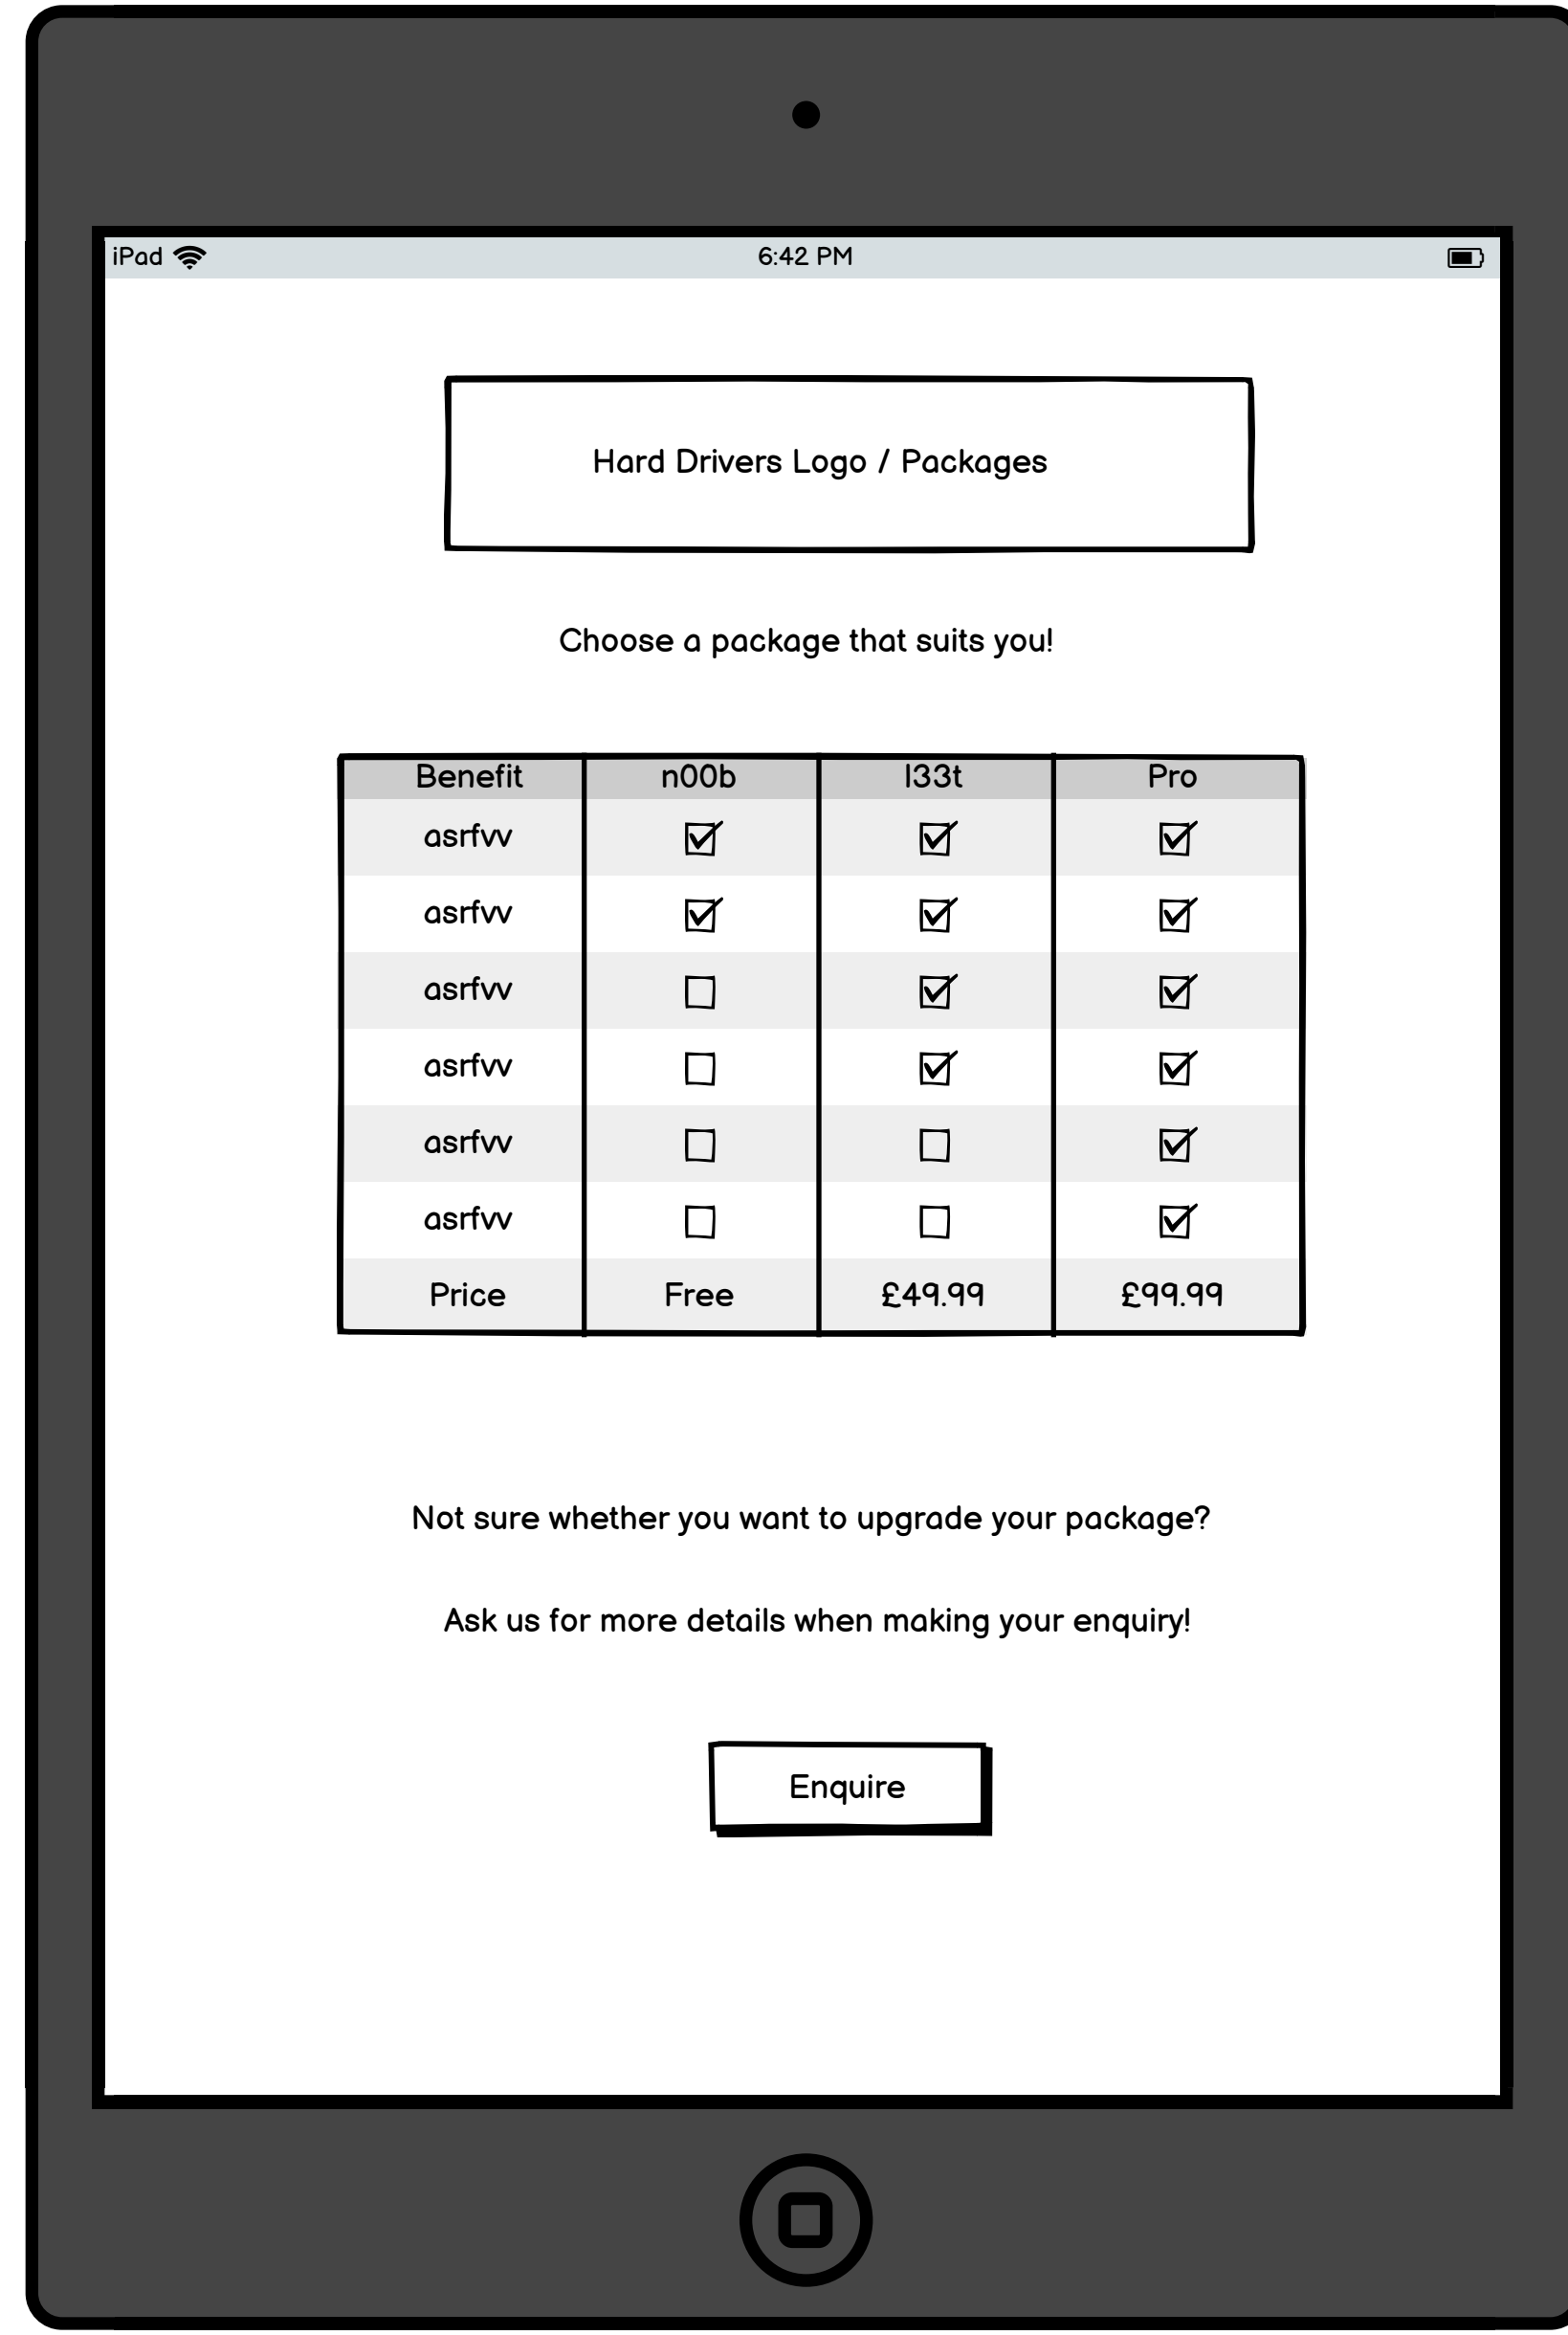 iPad 6:42 PM
Hard Drivers Logo / Packages
Choose a package that suits you!
Benefit n00b l33t Pro
asrfvv
asrfvv
asrfvv
asrfvv
asrfvv
asrfvv
Price Free £49.99 £99.99
Not sure whether you want to upgrade your package?
Ask us for more details when making your enquiry!
Enquire